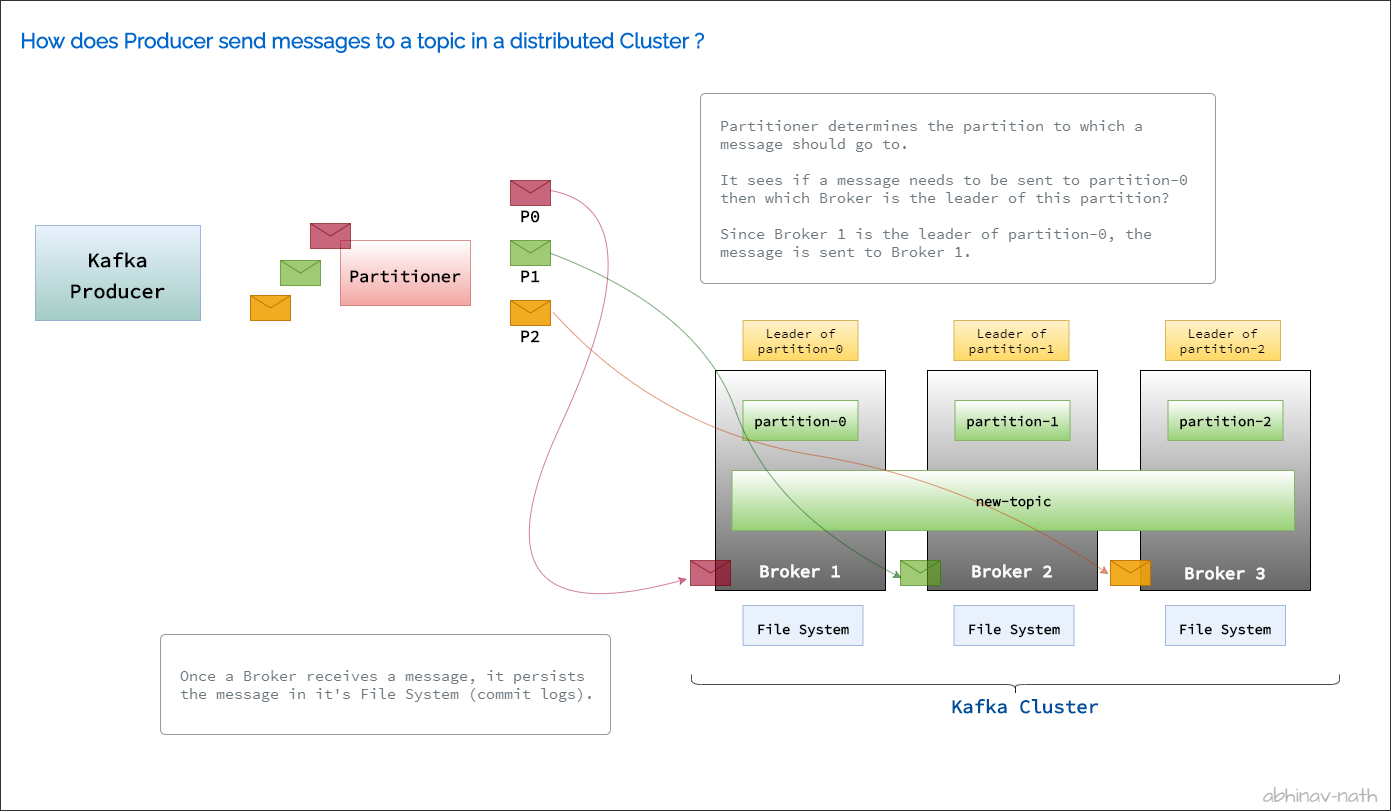 How does Producer send messages to a topic in a distributed Cluster ?
Partitioner determines the partition to which a
message should go to.
It sees if a message needs to be sent to partition-0
then which Broker is the leader of this partition?
Since Broker 1 is the leader of partition-0, the
message is sent to Broker 1.
Kafka
Producer
Partitioner
P0
P1
P2
Leader of
partition-0
Leader of
partition-1
Leader of
partition-2
partition-0
partition-1
partition-2
new-topic
Broker 1
Broker 2
Broker 3
File System
File System
File System
Once a Broker receives a message, it persists
the message in it's File System (commit logs).
Kafka Cluster
abhinav-nath